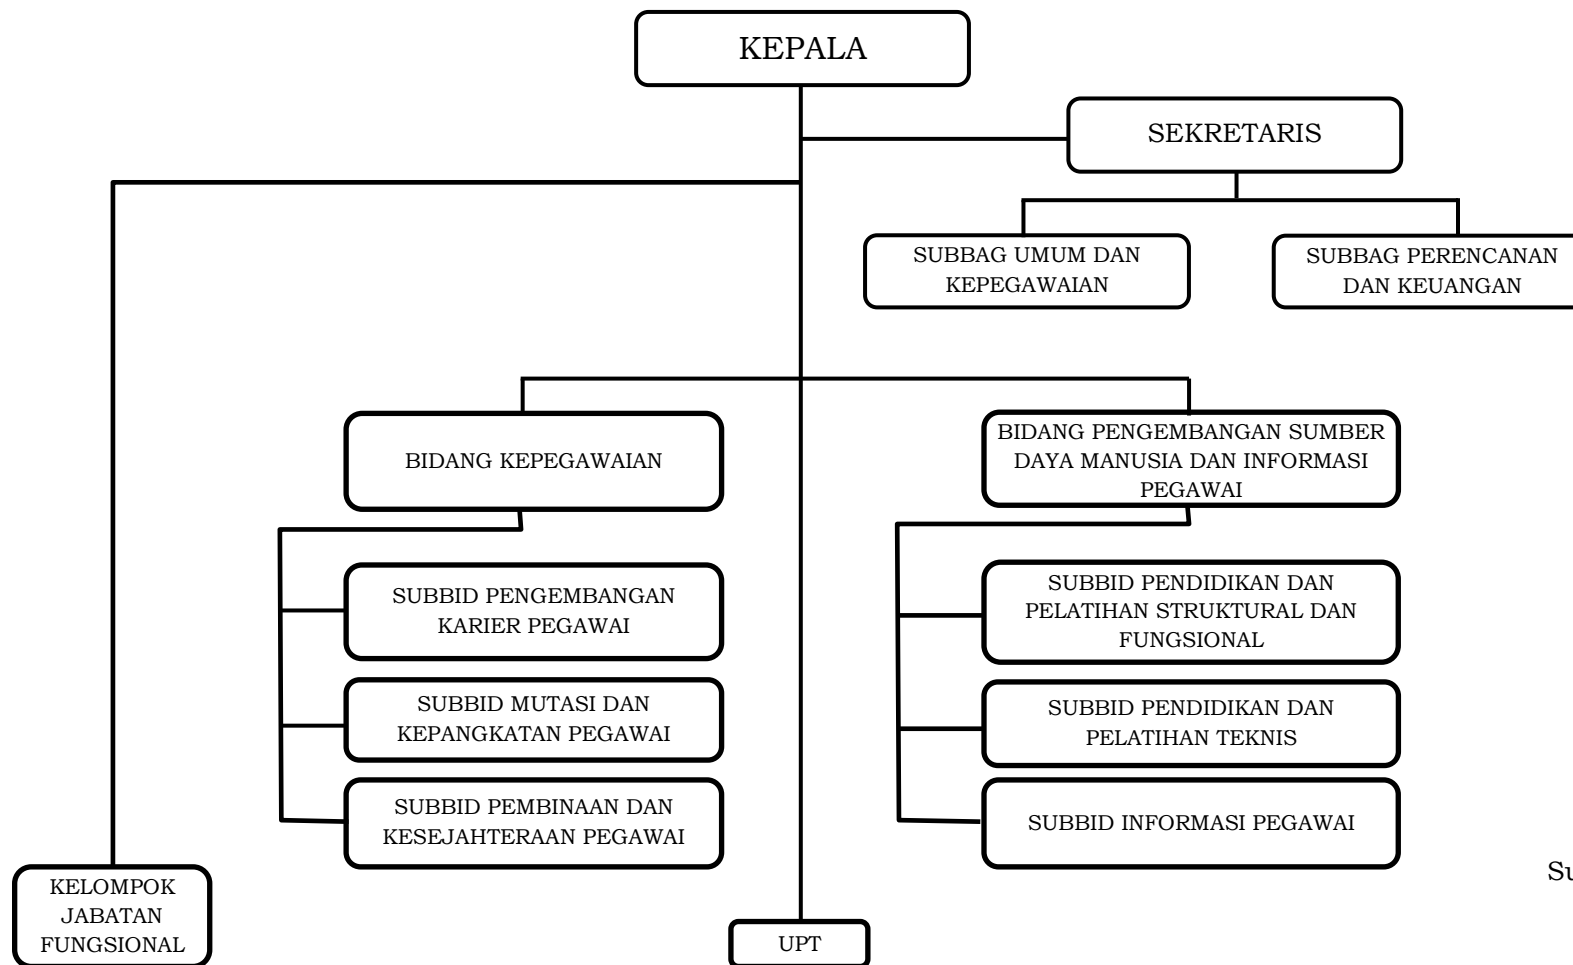 KEPALA
SEKRETARIS
SUBBAG UMUM DAN
KEPEGAWAIAN
SUBBAG PERENCANAN
DAN KEUANGAN
BIDANG KEPEGAWAIAN
BIDANG PENGEMBANGAN SUMBER
DAYA MANUSIA DAN INFORMASI
PEGAWAI
SUBBID PENGEMBANGAN
KARIER PEGAWAI
SUBBID MUTASI DAN
KEPANGKATAN PEGAWAI
SUBBID PEMBINAAN DAN
KESEJAHTERAAN PEGAWAI
SUBBID PENDIDIKAN DAN
PELATIHAN STRUKTURAL DAN
FUNGSIONAL
SUBBID PENDIDIKAN DAN
PELATIHAN TEKNIS
SUBBID INFORMASI PEGAWAI
KELOMPOK
JABATAN
FUNGSIONAL
UPT
Su